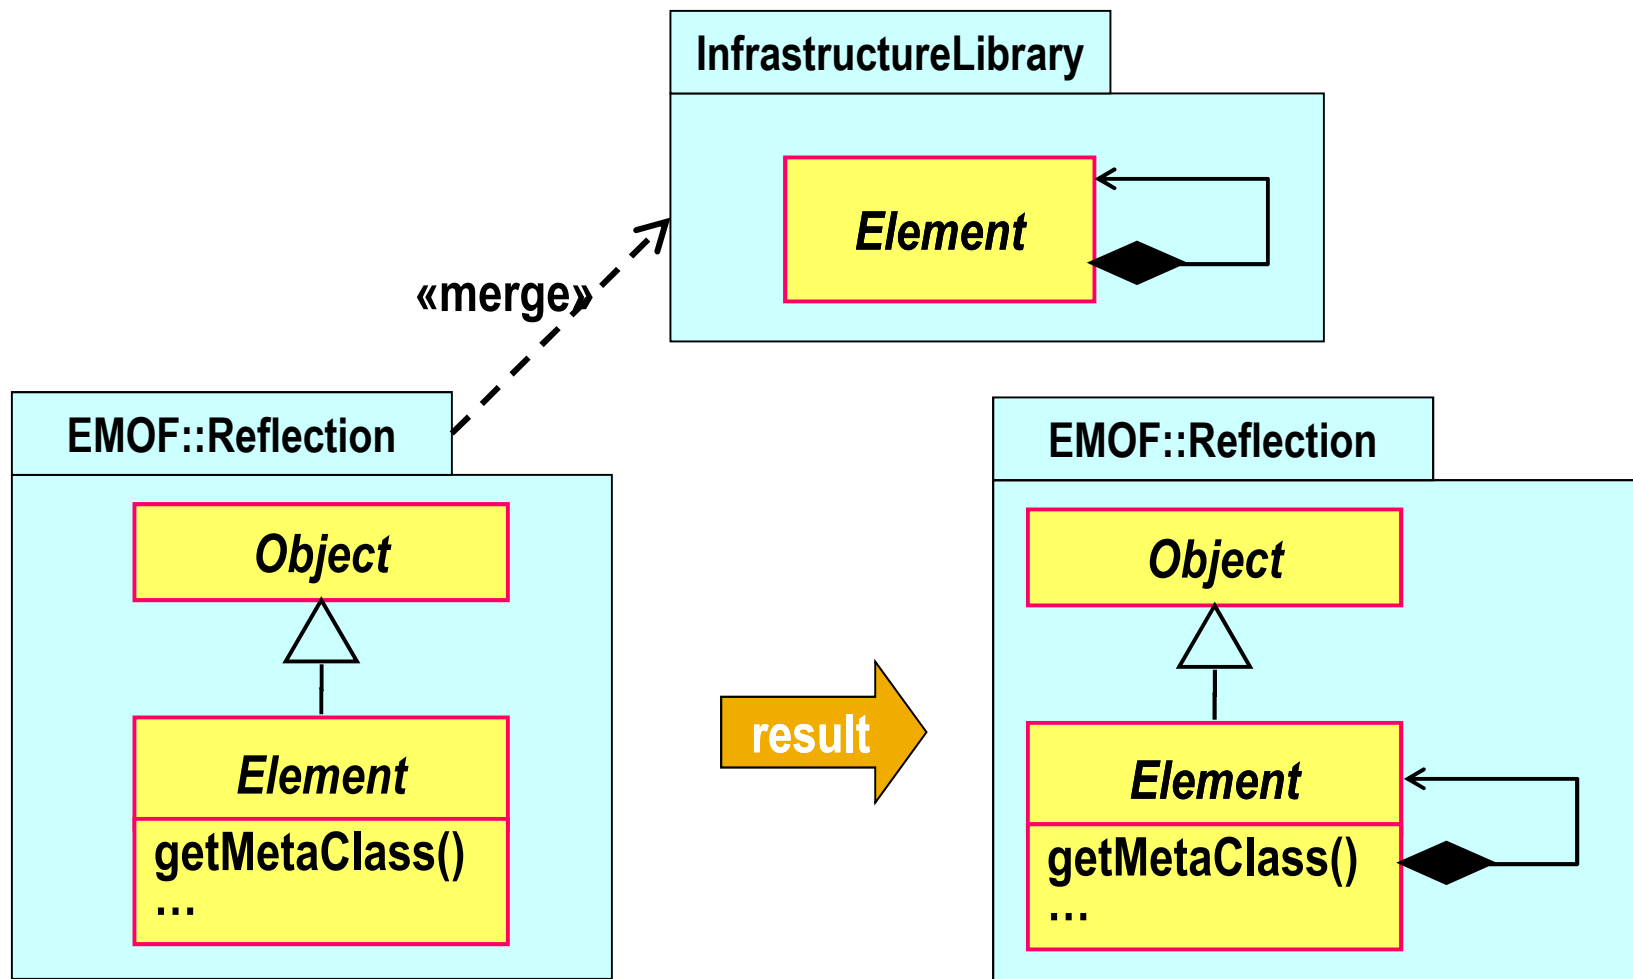 InfrastructureLibrary
Element
«merge»
EMOF::Reflection
Object
Element
getMetaClass()
...
result
EMOF::Reflection
Object
Element
getMetaClass()
...